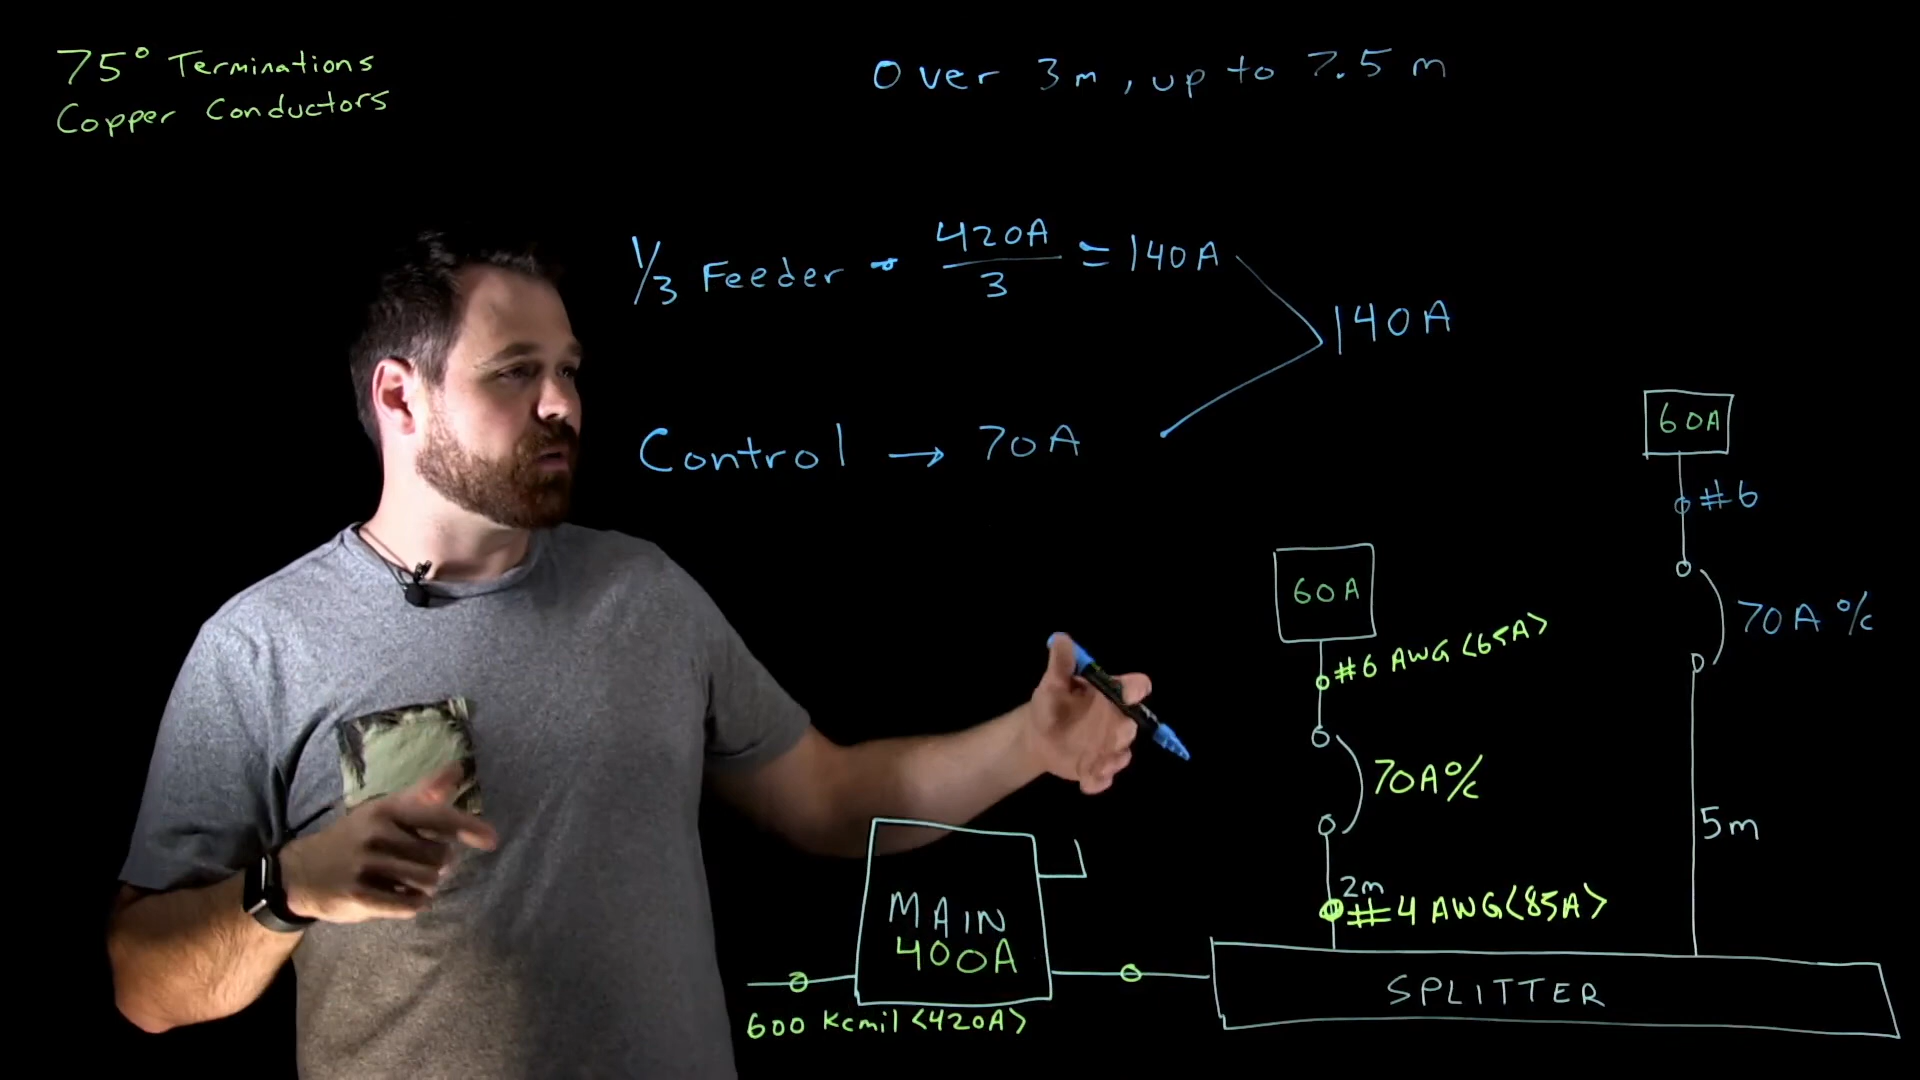 75° Terminations
Copper Conductors
Over 3m, up to 7.5 m
1/3 Feeder - 420A/3 = 140A
140A
Control → 70A
60A
#6
70A o/c
5m
60A
#6 AWG <65A>
70A o/c
2m
#4 AWG <85A>
MAIN
400A
600 Kcmil <420A>
SPLITTER